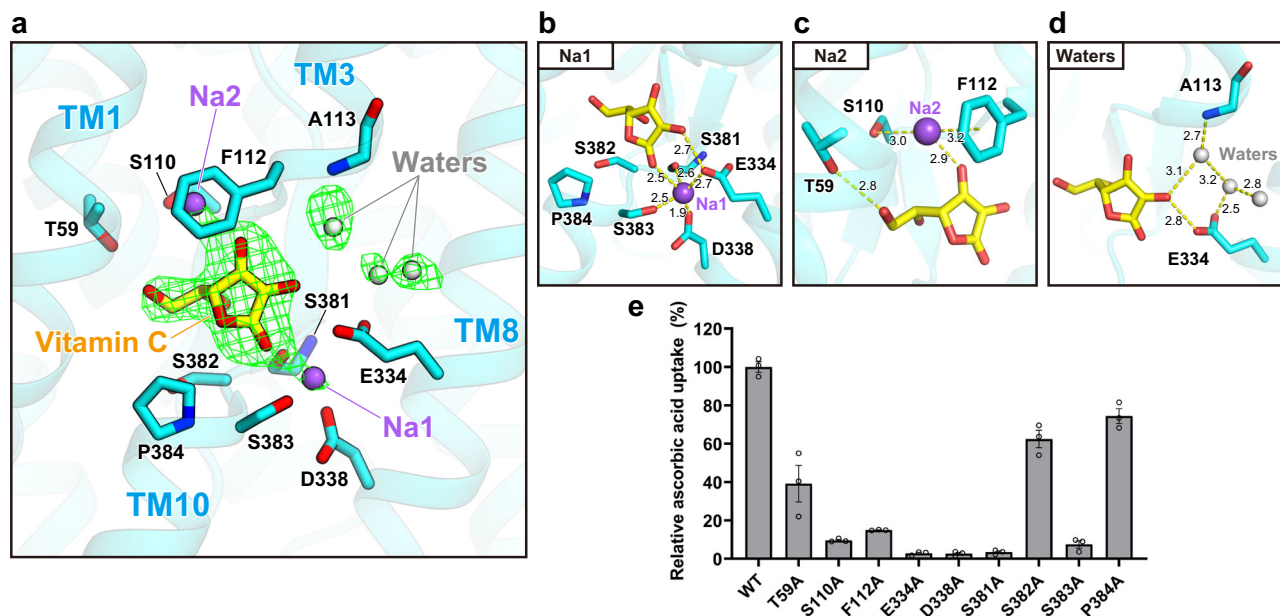 a
TM1
Na2
TM3
A113
S110
F112
Waters
T59
S381
Vitamin C
TM8
S382
E334
P384
S383
Na1
D338
TM10
b
Na1
S381
S382
E334
P384
S383
Na1
D338
2.7
2.5
2.6
2.7
2.5
1.9
c
Na2
F112
S110
Na2
3.0
3.2
2.9
T59
2.8
d
Waters
A113
2.7
Waters
3.1
3.2
2.8
2.5
2.8
E334
e
Relative ascorbic acid uptake (%)
120
100
80
60
40
20
0
WT
T59A
S110A
F112A
E334A
D338A
S381A
S382A
S383A
P384A